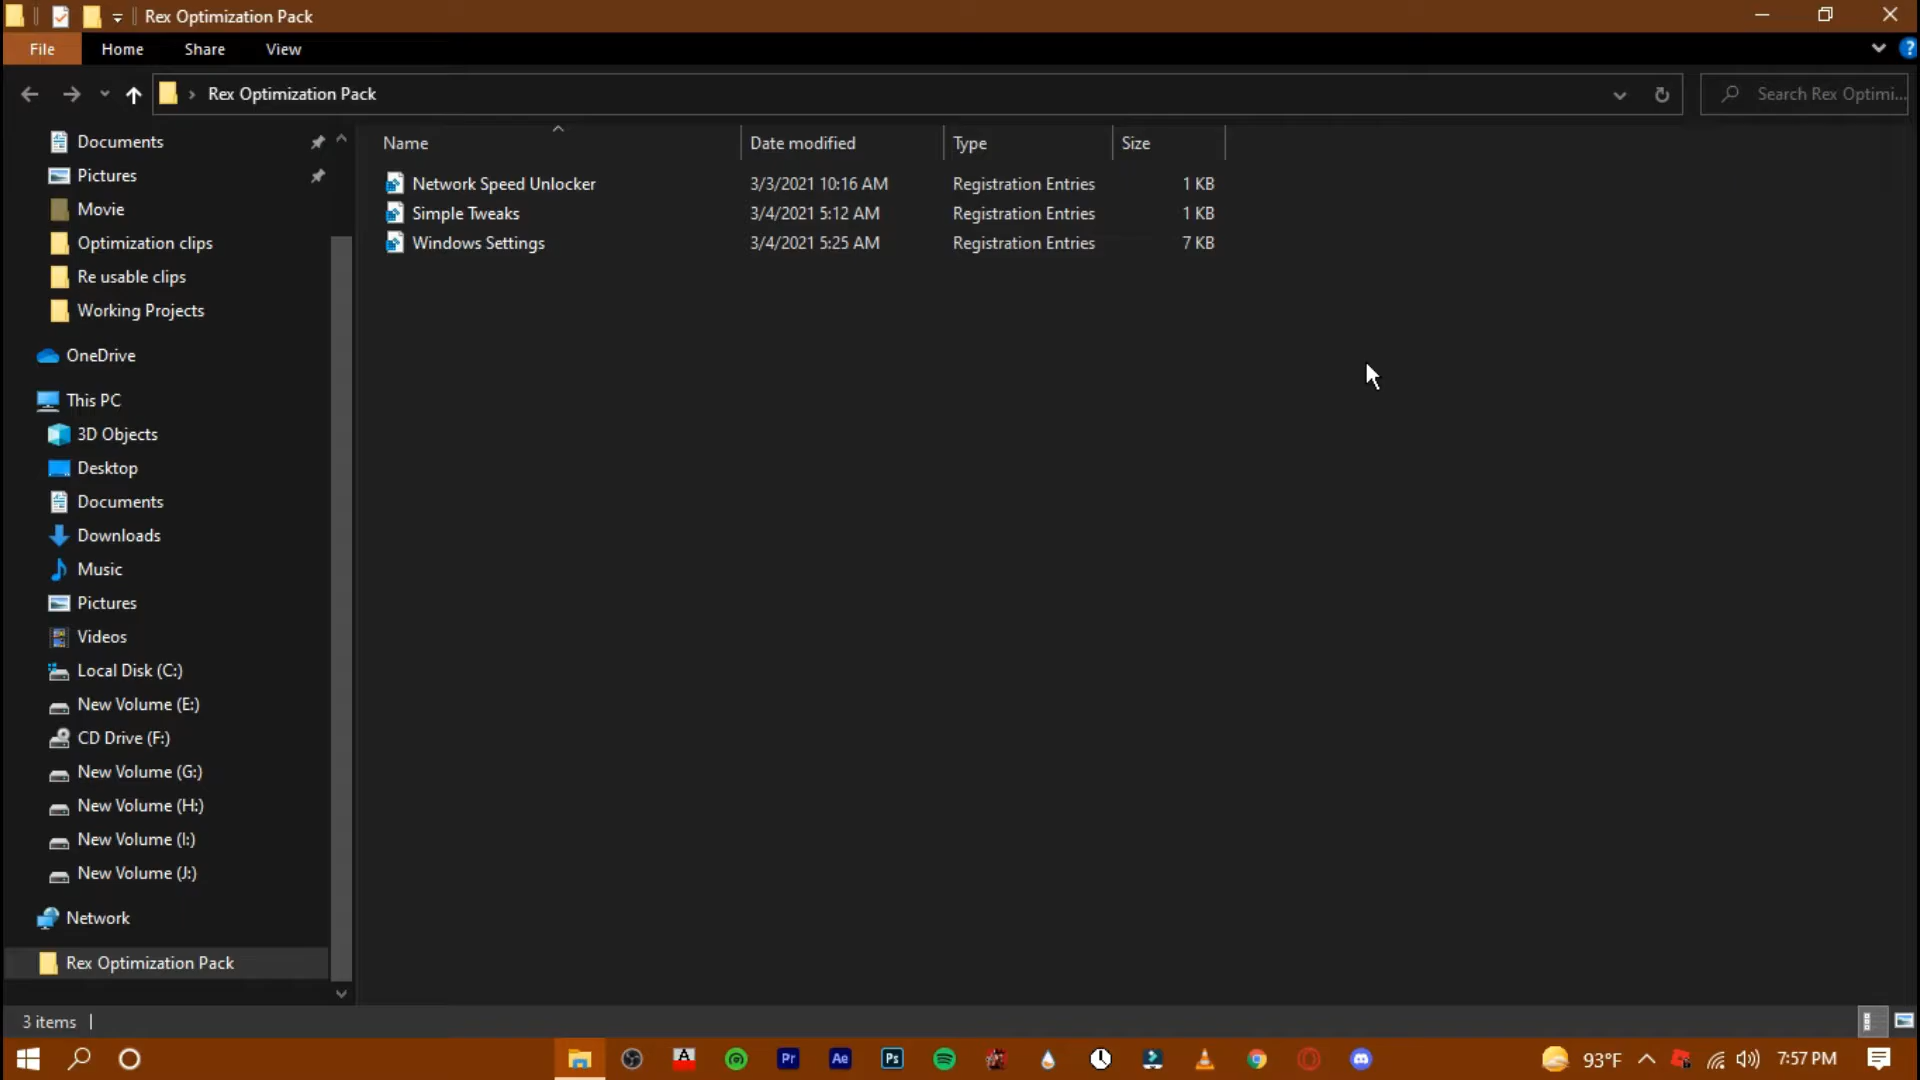 Rex Optimization Pack
File Home Share View
Rex Optimization Pack
Search Rex Optimi...
Documents
Pictures
Movie
Optimization clips
Re usable clips
Working Projects
OneDrive
This PC
3D Objects
Desktop
Documents
Downloads
Music
Pictures
Videos
Local Disk (C:)
New Volume (E:)
CD Drive (F:)
New Volume (G:)
New Volume (H:)
New Volume (I:)
New Volume (J:)
Network
Rex Optimization Pack
Name Date modified Type Size
Network Speed Unlocker 3/3/2021 10:16 AM Registration Entries 1 KB
Simple Tweaks 3/4/2021 5:12 AM Registration Entries 1 KB
Windows Settings 3/4/2021 5:25 AM Registration Entries 7 KB
3 items
A Pr Ae Ps 93°F 7:57 PM